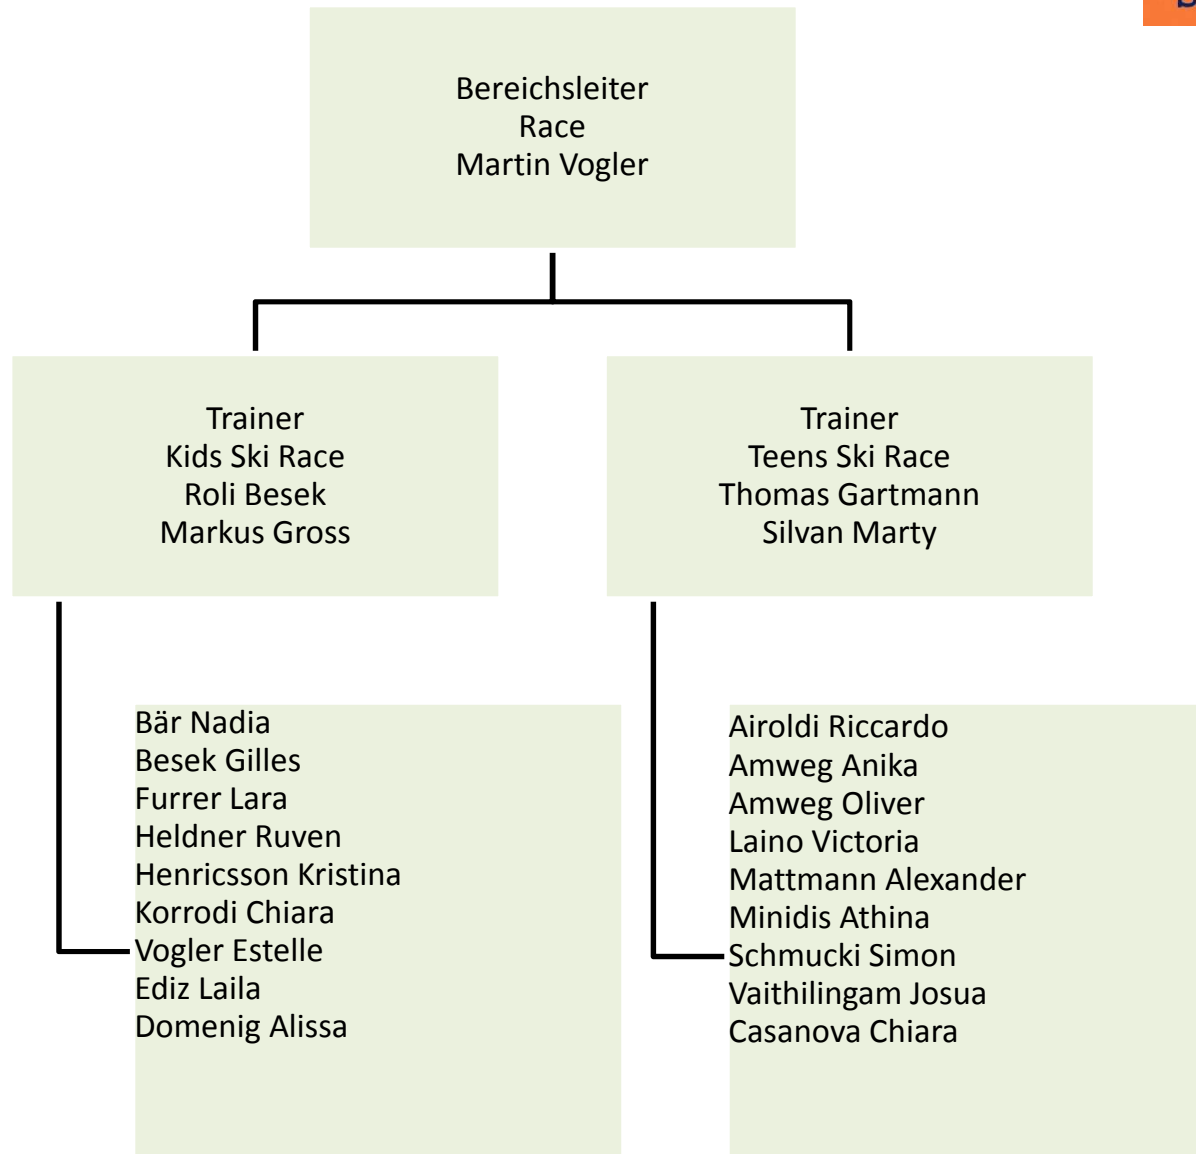 Bereichsleiter
Race
Martin Vogler
Trainer
Kids Ski Race
Roli Besek
Markus Gross
Trainer
Teens Ski Race
Thomas Gartmann
Silvan Marty
Bär Nadia
Besek Gilles
Furrer Lara
Heldner Ruven
Henricsson Kristina
Korrodi Chiara
Vogler Estelle
Ediz Laila
Domenig Alissa
Airoldi Riccardo
Amweg Anika
Amweg Oliver
Laino Victoria
Mattmann Alexander
Minidis Athina
Schmucki Simon
Vaithilingam Josua
Casanova Chiara